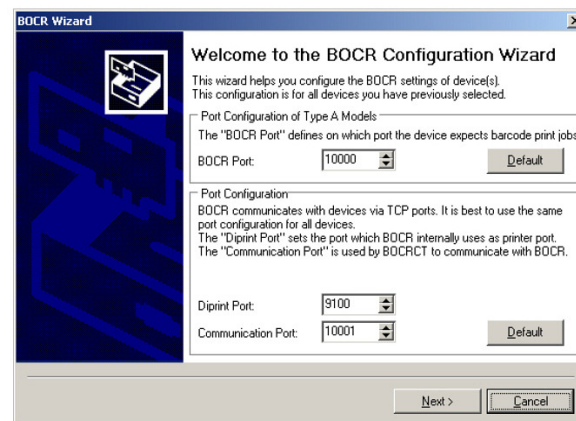 BOCR Wizard
Welcome to the BOCR Configuration Wizard
This wizard helps you configure the BOCR settings of device(s).
This configuration is for all devices you have previously selected.
Port Configuration of Type A Models
The "BOCR Port" defines on which port the device expects barcode print jobs
BOCR Port:
10000
Default
Port Configuration
BOCR communicates with devices via TCP ports. It is best to use the same
port configuration for all devices.
The "Diprint Port" sets the port which BOCR internally uses as printer port.
The "Communication Port" is used by BOCRCT to communicate with BOCR.
Diprint Port:
9100
Communication Port:
10001
Default
Next >
Cancel